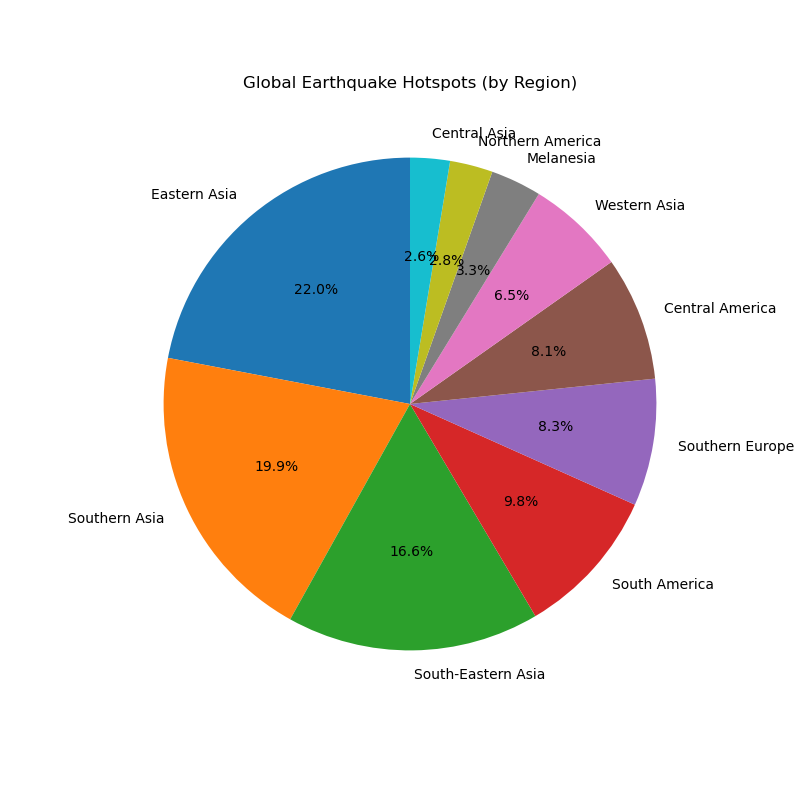 Global Earthquake Hotspots (by Region)
Central Asia
Northern America
Melanesia
Western Asia
Central America
Southern Europe
South America
South-Eastern Asia
Southern Asia
Eastern Asia
2.6%
2.8%
3.3%
6.5%
8.1%
8.3%
9.8%
16.6%
19.9%
22.0%